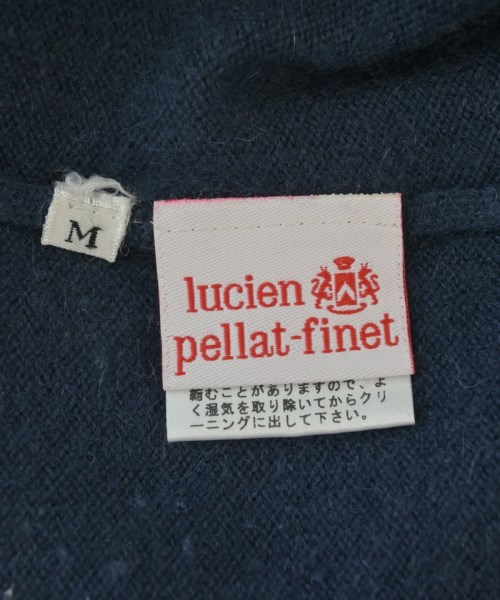 M
lucien
pellat-finet
縮むことがありますので、よ
く湿気を取り除いてからクリ
ーニングに出して下さい。